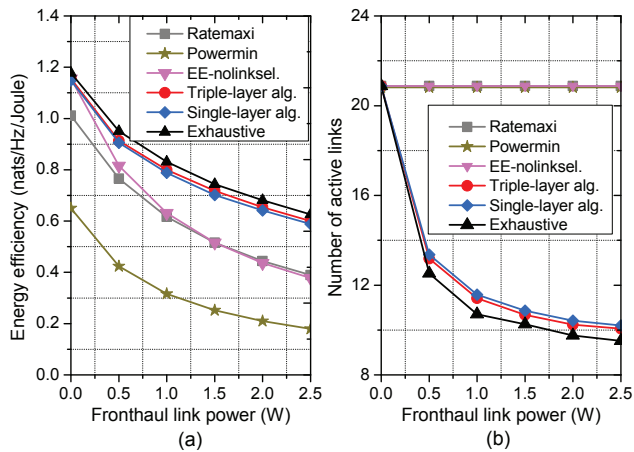 1.4
1.2
1.0
0.8
0.6
0.4
0.2
0.0
Energy efficiency (nats/Hz/Joule)
Ratemaxi
Powermin
EE-nolinksel.
Triple-layer alg.
Single-layer alg.
Exhaustive
0.0 0.5 1.0 1.5 2.0 2.5
Fronthaul link power (W)
(a)
24
20
16
12
8
Number of active links
Ratemaxi
Powermin
EE-nolinksel.
Triple-layer alg.
Single-layer alg.
Exhaustive
0.0 0.5 1.0 1.5 2.0 2.5
Fronthaul link power (W)
(b)